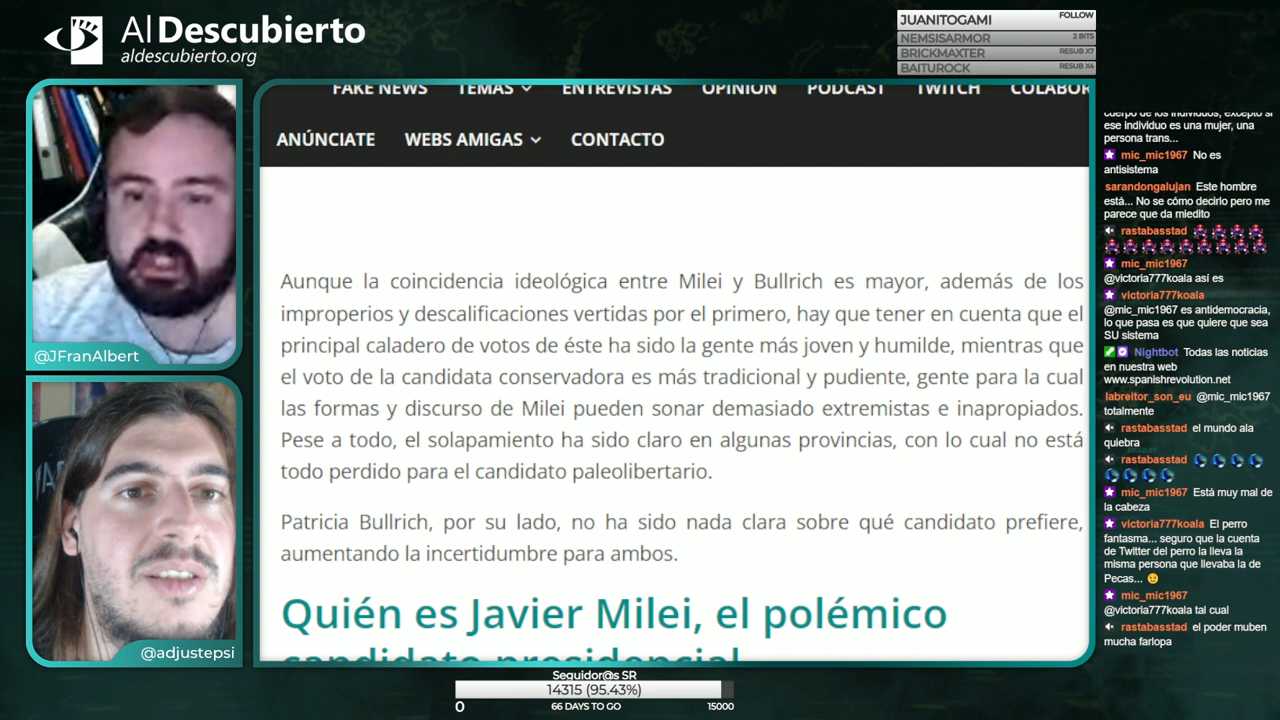 Al Descubierto
aldescubierto.org
JUANITOGAMI FOLLOW
NEMSISARMOR 2 BITS
BRICKMAXTER RESUB X7
BAITUROCK RESUB X4
FAKE NEWS TEMAS ENTREVISTAS OPINIÓN PODCAST TWITCH COLABOR
ANÚNCIATE WEBS AMIGAS CONTACTO
Aunque la coincidencia ideológica entre Milei y Bullrich es mayor, además de los
improperios y descalificaciones vertidas por el primero, hay que tener en cuenta que el
principal caladero de votos de éste ha sido la gente más joven y humilde, mientras que
el voto de la candidata conservadora es más tradicional y pudiente, gente para la cual
las formas y discurso de Milei pueden sonar demasiado extremistas e inapropiados.
Pese a todo, el solapamiento ha sido claro en algunas provincias, con lo cual no está
todo perdido para el candidato paleolibertario.
Patricia Bullrich, por su lado, no ha sido nada clara sobre qué candidato prefiere,
aumentando la incertidumbre para ambos.
Quién es Javier Milei, el polémico
candidato presidencial
@JFranAlbert
@adjustepsi
cuerpo de los individuos, excepto si
ese individuo es una mujer, una
persona trans...
mic_mic1967 No es
antisistema
sarandongalujan Este hombre
está... No se cómo decirlo pero me
parece que da miedito
rastabasstad
mic_mic1967
@victoria777koala así es
victoria777koala
@mic_mic1967 es antidemocracia,
lo que pasa es que quiere que sea
SU sistema
Nightbot Todas las noticias
en nuestra web
www.spanishrevolution.net
labreitor_son_eu @mic_mic1967
totalmente
rastabasstad el mundo ala
quiebra
rastabasstad
mic_mic1967 Está muy mal de
la cabeza
victoria777koala El perro
fantasma... seguro que la cuenta
de Twitter del perro la lleva la
misma persona que llevaba la de
Pecas...
mic_mic1967
@victoria777koala tal cual
rastabasstad el poder muben
mucha farlopa
Seguidor@s SR
14315 (95.43%)
0 66 DAYS TO GO 15000